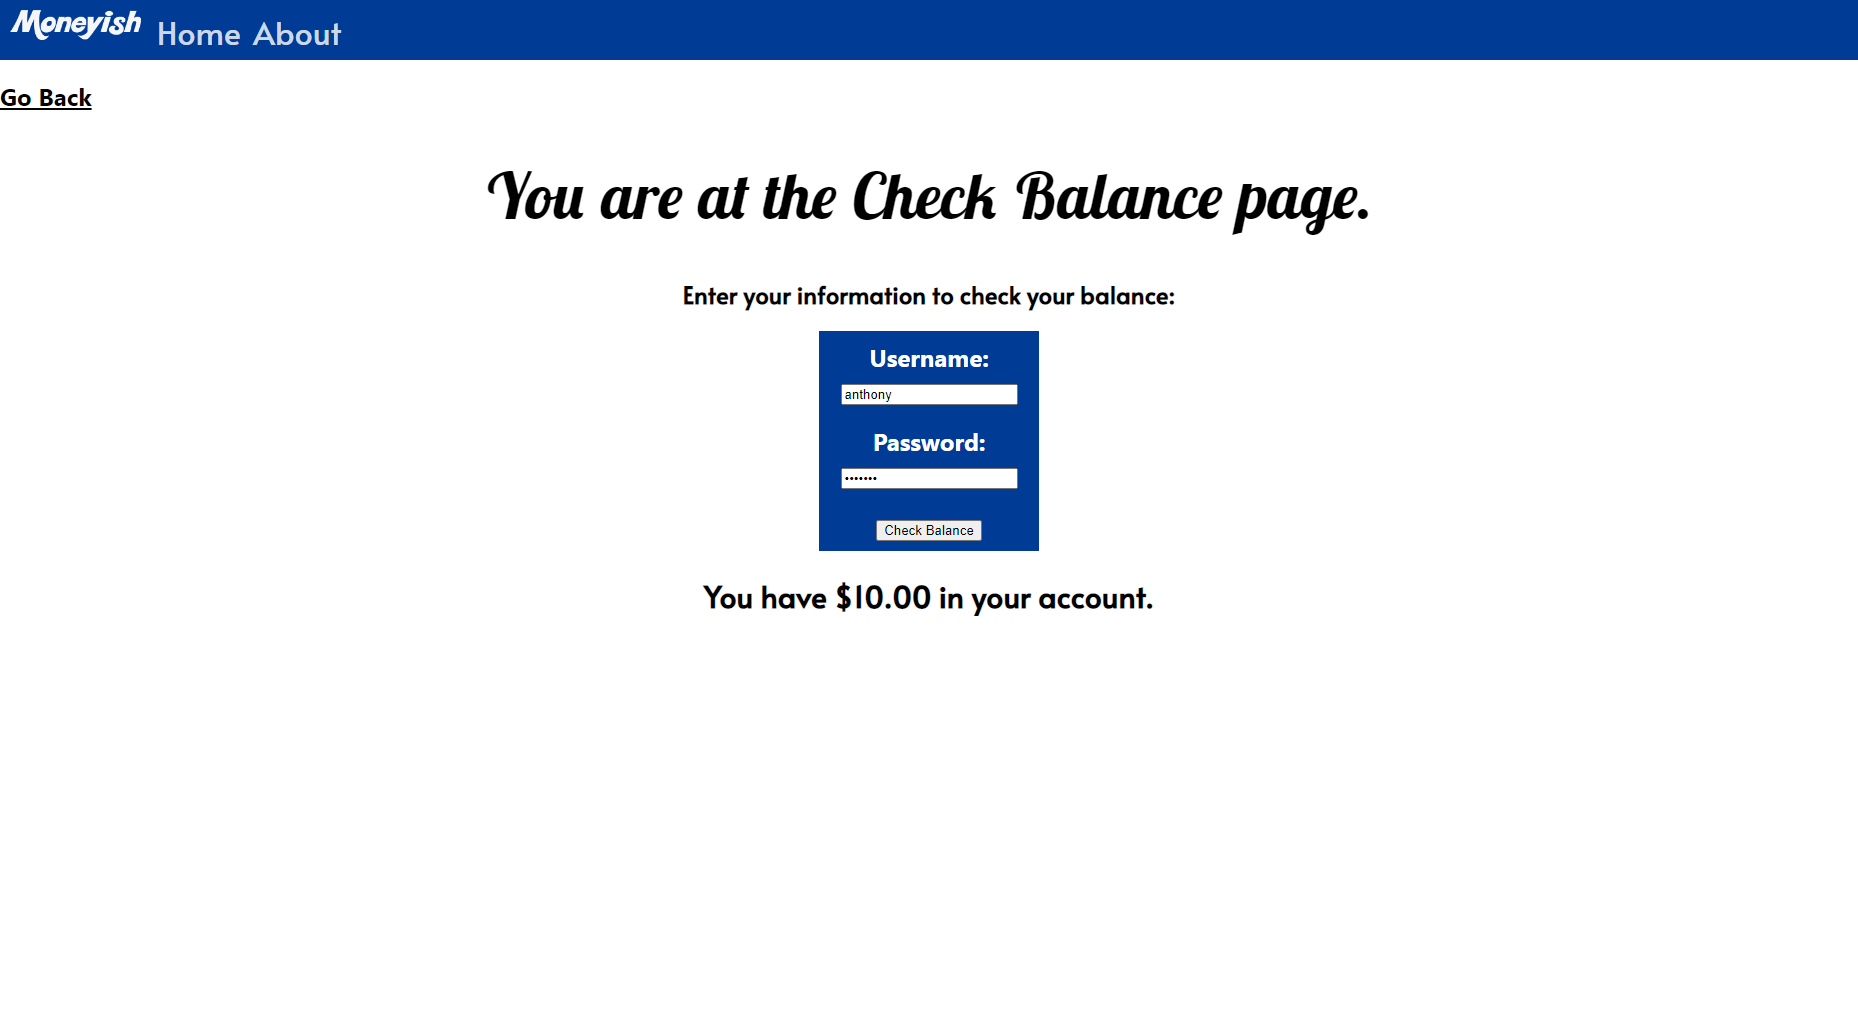 Moneyish Home About
Go Back
You are at the Check Balance page.
Enter your information to check your balance:
Username:
anthony
Password:
•••••••
Check Balance
You have $10.00 in your account.